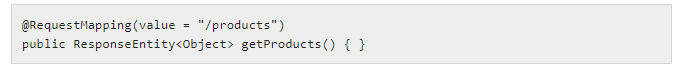 @RequestMapping(value = "/products")
public ResponseEntity<Object> getProducts() { }